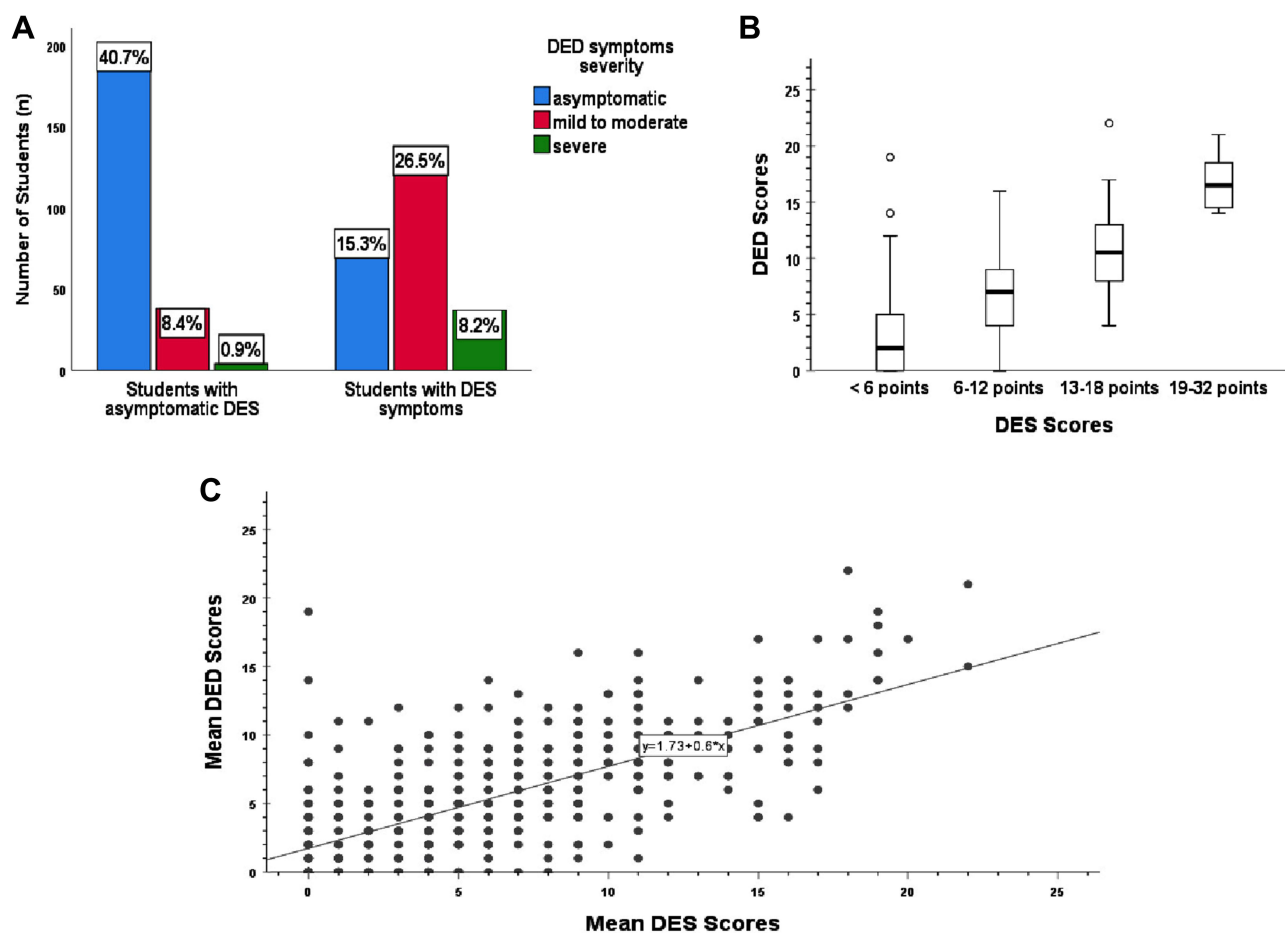 A
Number of Students (n)
200
150
100
50
0
40.7%
8.4%
0.9%
15.3%
26.5%
8.2%
Students with
asymptomatic DES
Students with DES
symptoms
DED symptoms
severity
asymptomatic
mild to moderate
severe
B
DED Scores
25
20
15
10
5
0
< 6 points
6-12 points
13-18 points
19-32 points
DES Scores
C
Mean DED Scores
25
20
15
10
5
0
y=1.73+0.6*x
0
5
10
15
20
25
Mean DES Scores